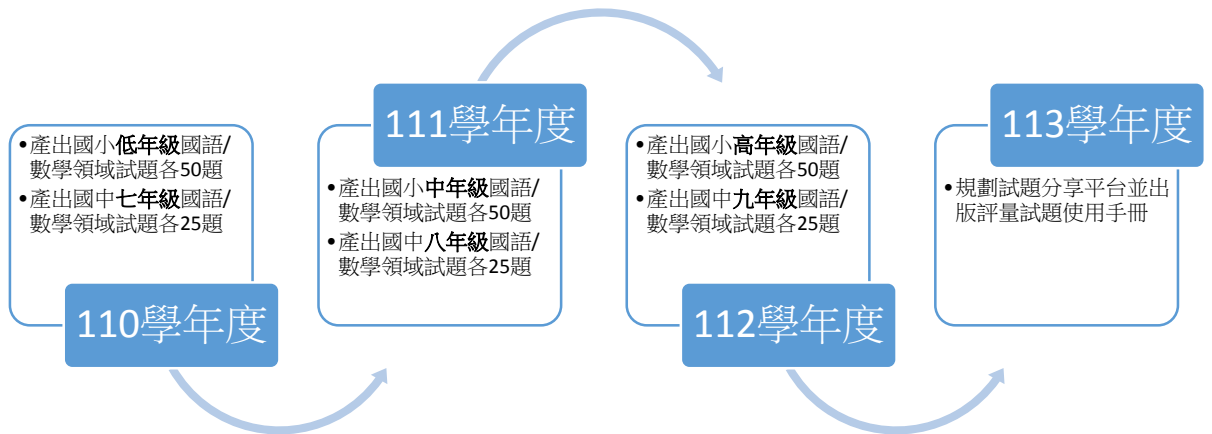 •產出國小低年級國語/
數學領域試題各50題
•產出國中七年級國語/
數學領域試題各25題
110學年度
111學年度
•產出國小中年級國語/
數學領域試題各50題
•產出國中八年級國語/
數學領域試題各25題
•產出國小高年級國語/
數學領域試題各50題
•產出國中九年級國語/
數學領域試題各25題
112學年度
113學年度
•規劃試題分享平台並出
版評量試題使用手冊